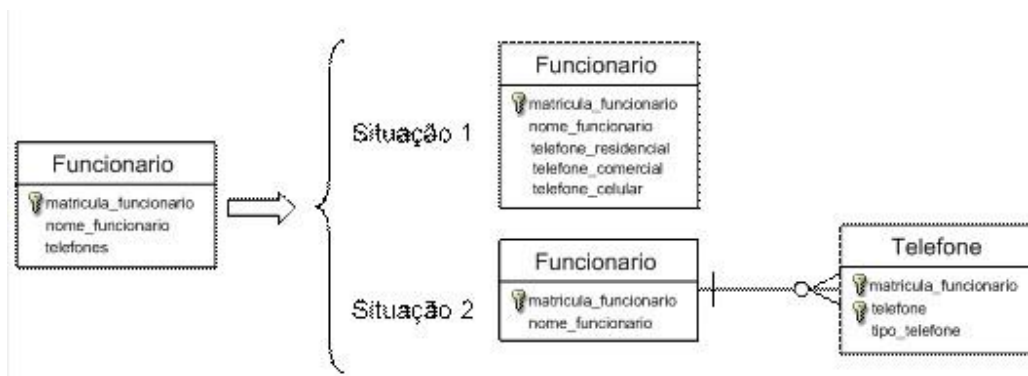 Funcionario
matricula_funcionario
nome_funcionario
telefones
Situação 1
Funcionario
matricula_funcionario
nome_funcionario
telefone_residencial
telefone_comercial
telefone_celular
Situação 2
Funcionario
matricula_funcionario
nome_funcionario
Telefone
matricula_funcionario
telefone
tipo_telefone